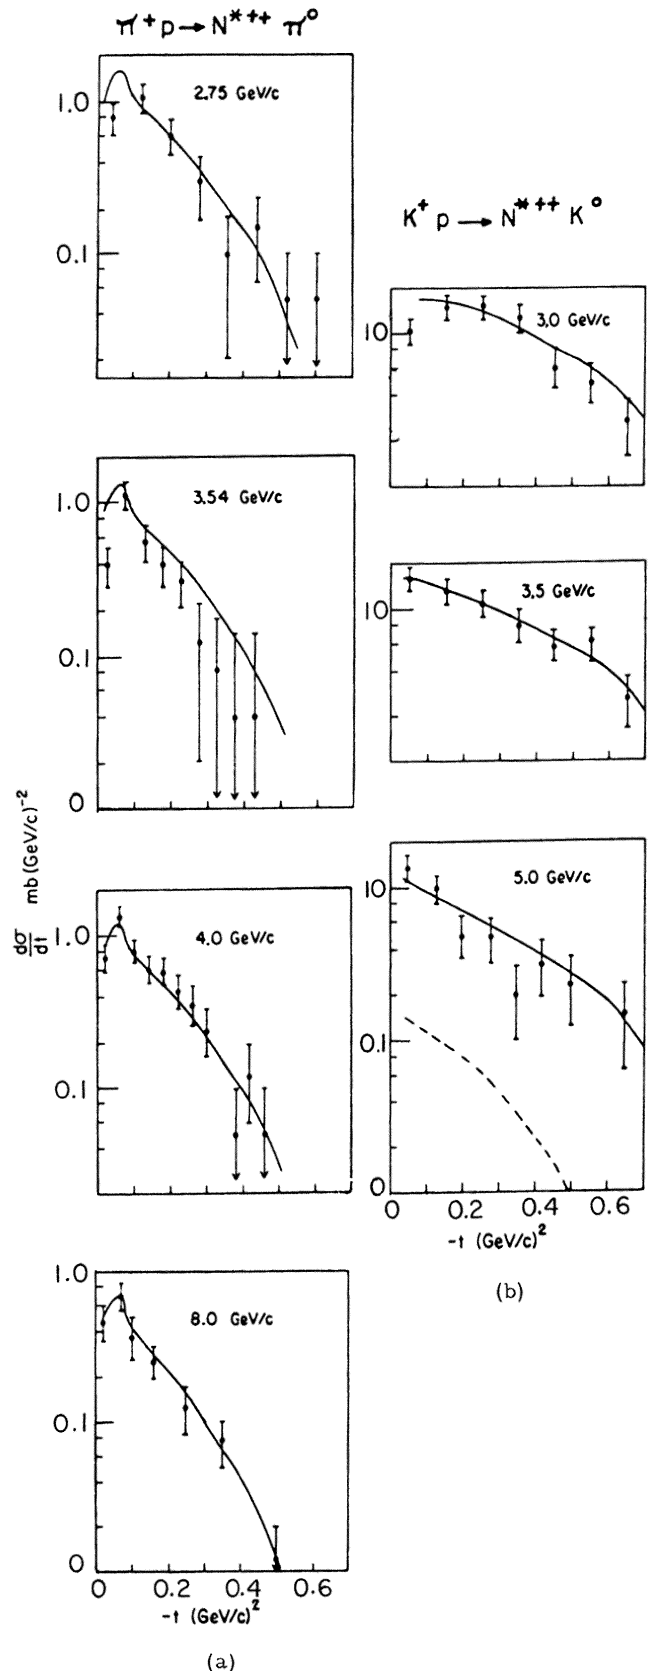 π⁺p → N*⁺⁺ π⁰
2.75 GeV/c
1.0
0.1
3.54 GeV/c
1.0
0.1
0
dσ/dt mb(GeV/c)⁻²
4.0 GeV/c
1.0
0.1
8.0 GeV/c
1.0
0.1
0
0 0.2 0.4 0.6
-t (GeV/c)²
(a)
K⁺ p → N*⁺⁺ K⁰
3.0 GeV/c
10
3.5 GeV/c
10
5.0 GeV/c
10
0.1
0
0 0.2 0.4 0.6
-t (GeV/c)²
(b)